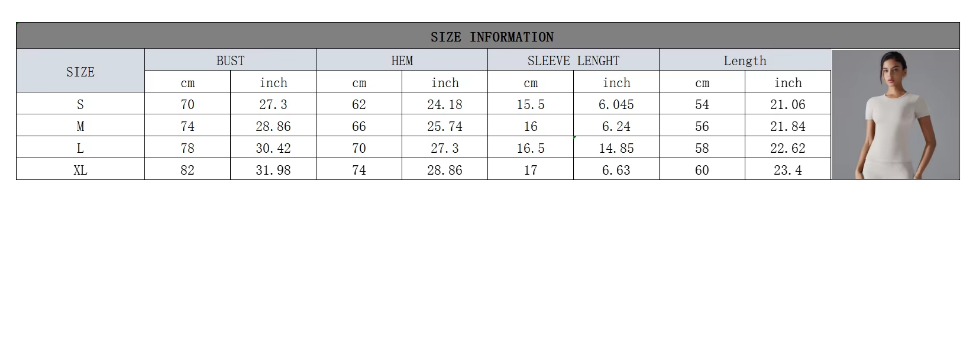 SIZE INFORMATION
SIZE BUST HEM SLEEVE LENGHT Length
cm inch cm inch cm inch cm inch
S 70 27.3 62 24.18 15.5 6.045 54 21.06
M 74 28.86 66 25.74 16 6.24 56 21.84
L 78 30.42 70 27.3 16.5 14.85 58 22.62
XL 82 31.98 74 28.86 17 6.63 60 23.4